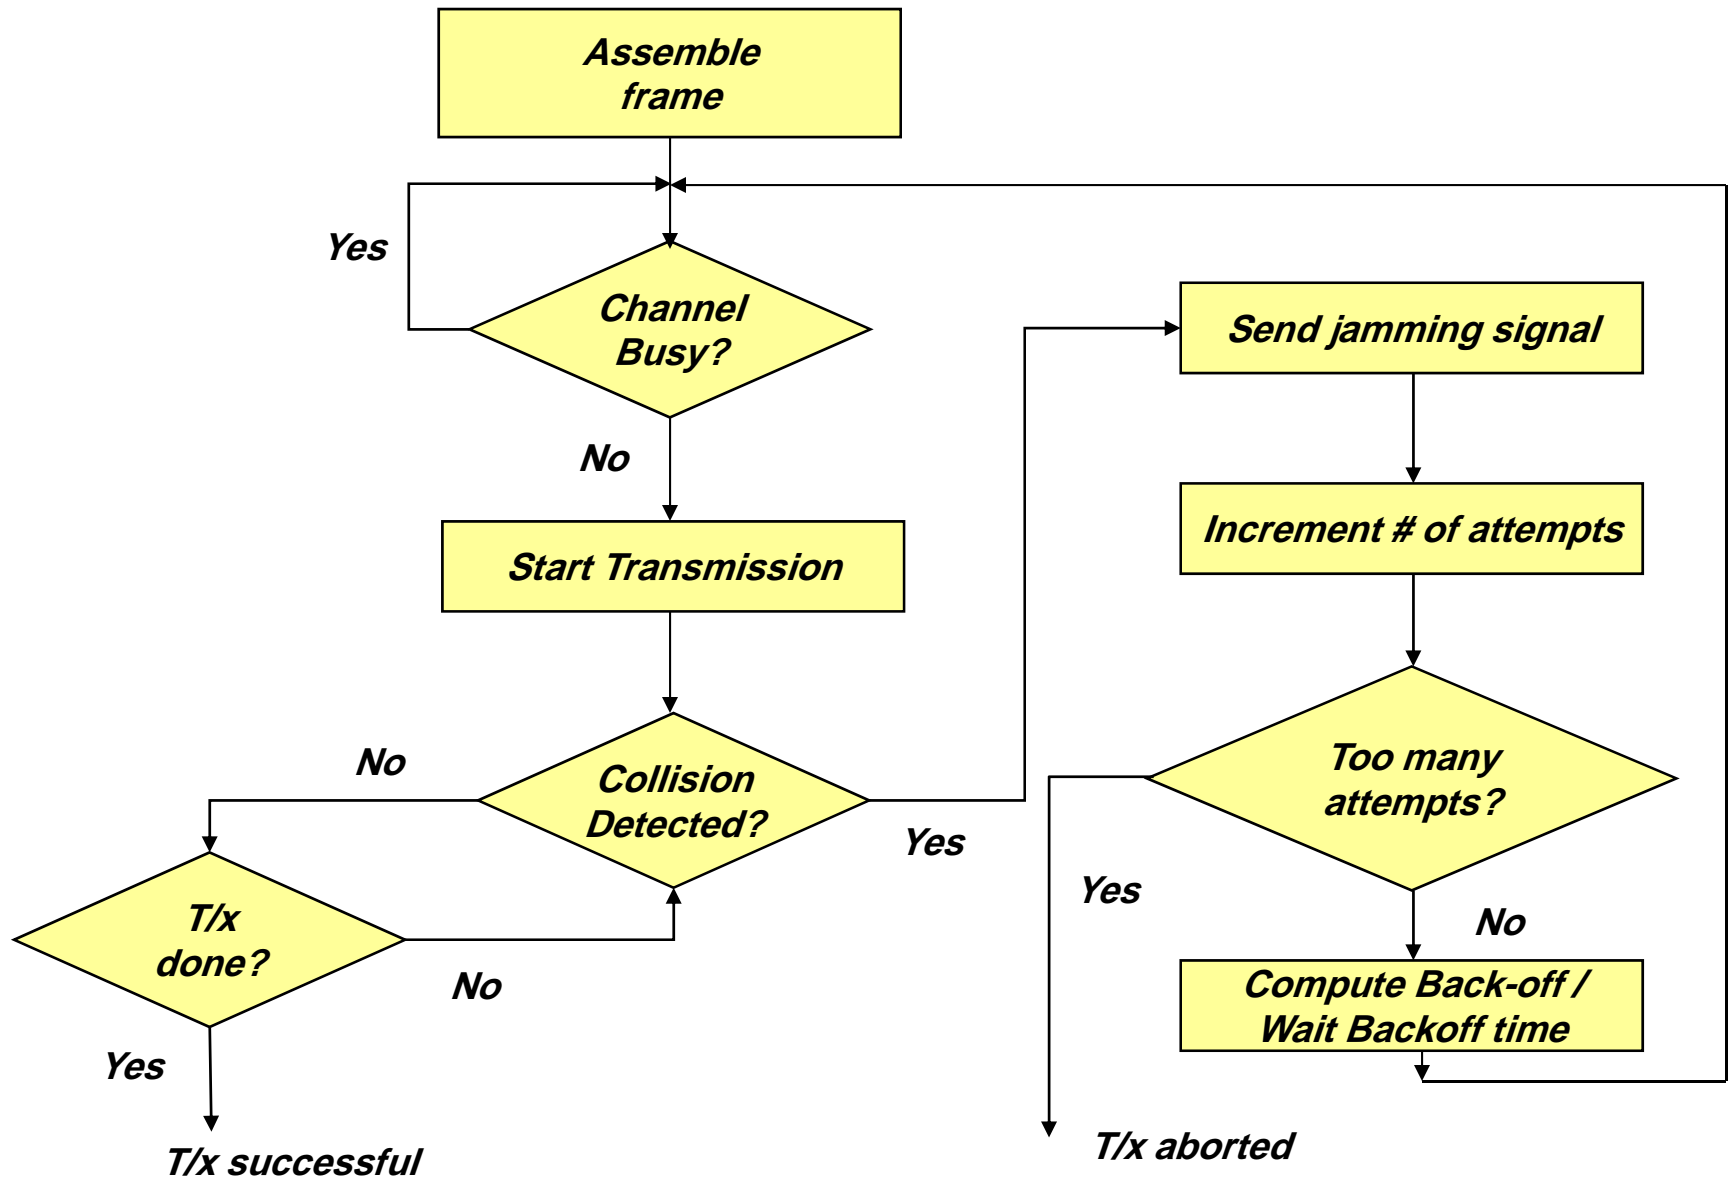 Assemble
frame
Yes
Channel
Busy?
No
Start Transmission
No
Collision
Detected?
Yes
T/x
done?
No
Yes
T/x successful
Send jamming signal
Increment # of attempts
Too many
attempts?
Yes
No
Compute Back-off /
Wait Backoff time
T/x aborted